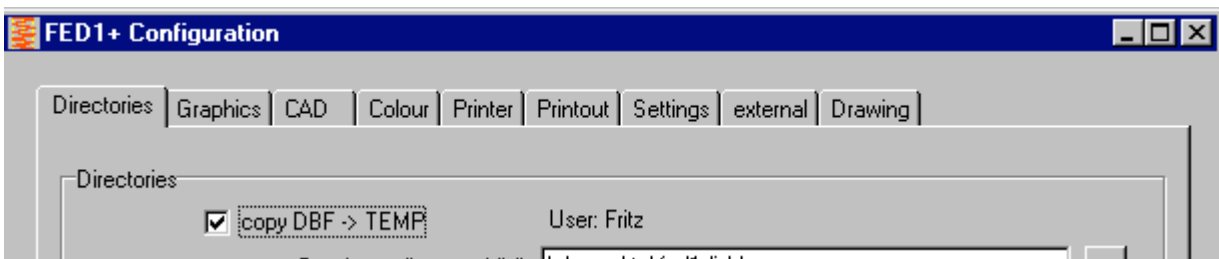 FED1+ Configuration
Directories Graphics CAD Colour Printer Printout Settings external Drawing
Directories
copy DBF -> TEMP User: Fritz